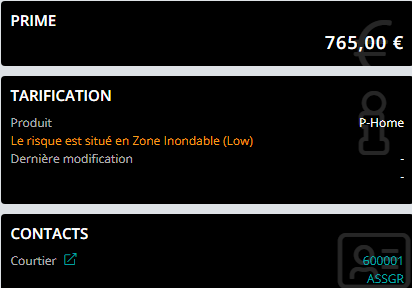 PRIME
765,00 €
TARIFICATION
Produit P-Home
Le risque est situé en Zone Inondable (Low)
Dernière modification -
-
CONTACTS
Courtier 600001
ASSGR